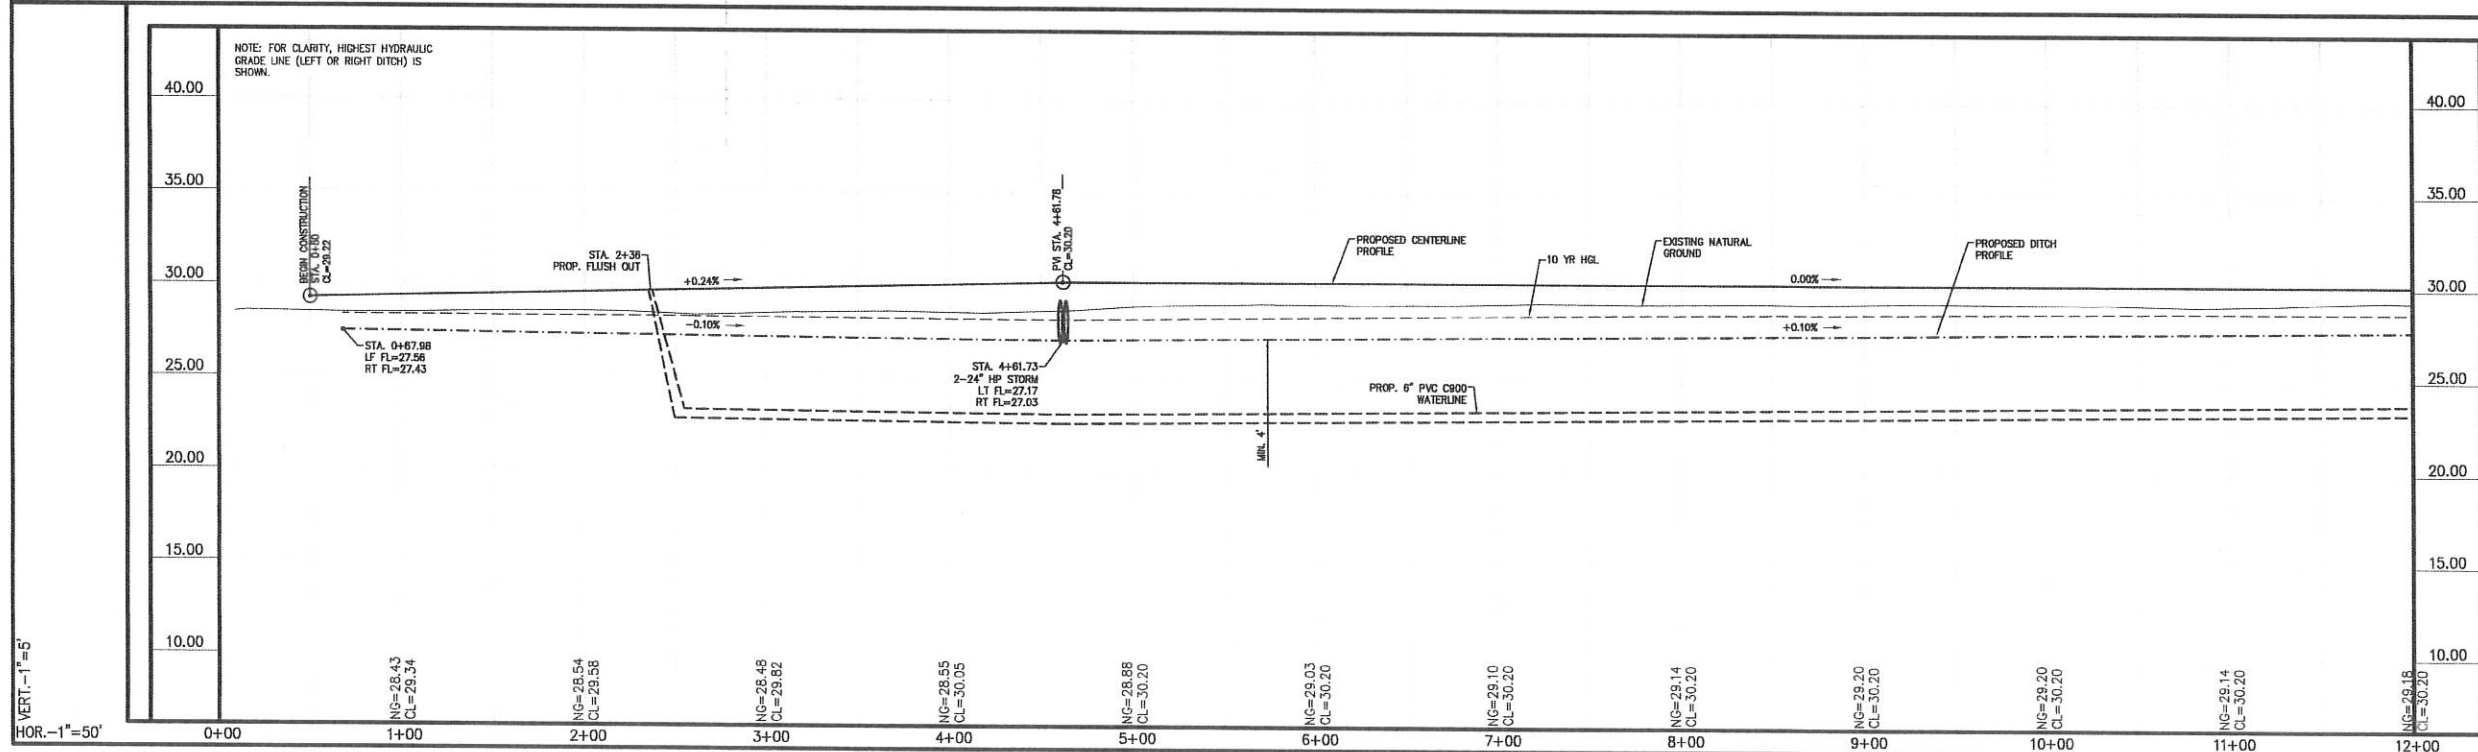 NOTE: FOR CLARITY, HIGHEST HYDRAULIC
GRADE LINE (LEFT OR RIGHT DITCH) IS
SHOWN.
40.00
35.00
30.00
25.00
20.00
15.00
10.00
40.00
35.00
30.00
25.00
20.00
15.00
10.00
BEGIN CONSTRUCTION
STA. 0+50
CL=29.22
STA. 2+36
PROP. FLUSH OUT
+0.24%
-0.10%
STA. 0+67.98
LF FL=27.56
RT FL=27.43
PVI STA. 4+61.78
CL=30.20
STA. 4+61.73
2-24" HP STORM
LT FL=27.17
RT FL=27.03
PROPOSED CENTERLINE
PROFILE
10 YR HGL
EXISTING NATURAL
GROUND
0.00%
PROPOSED DITCH
PROFILE
+0.10%
PROP. 6" PVC C900
WATERLINE
MIN. 4'
NG=28.43
CL=29.34
NG=28.54
CL=29.58
NG=28.48
CL=29.82
NG=28.55
CL=30.05
NG=28.88
CL=30.20
NG=29.03
CL=30.20
NG=29.10
CL=30.20
NG=29.14
CL=30.20
NG=29.20
CL=30.20
NG=29.20
CL=30.20
NG=29.14
CL=30.20
NG=29.18
CL=30.20
VERT.-1"=5'
HOR.-1"=50'
0+00
1+00
2+00
3+00
4+00
5+00
6+00
7+00
8+00
9+00
10+00
11+00
12+00